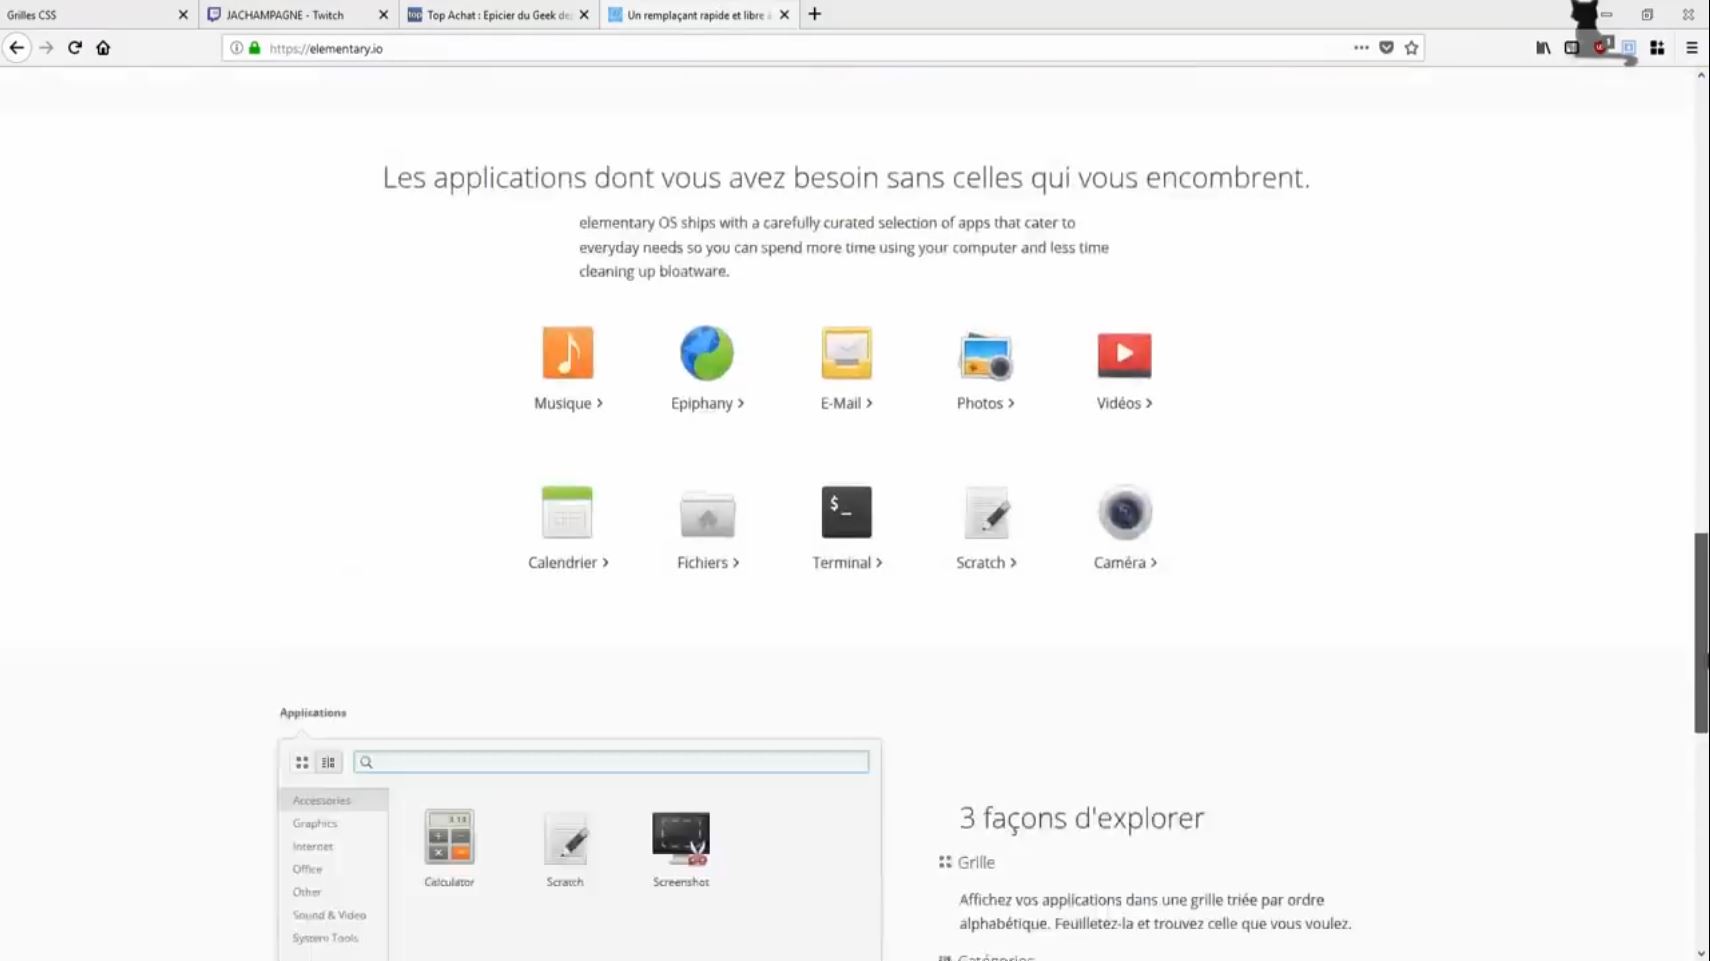 Grilles CSS
JACHAMPAGNE - Twitch
top Top Achat : Epicier du Geek de
Un remplaçant rapide et libre
https://elementary.io
Les applications dont vous avez besoin sans celles qui vous encombrent.
elementary OS ships with a carefully curated selection of apps that cater to
everyday needs so you can spend more time using your computer and less time
cleaning up bloatware.
Musique > Epiphany > E-Mail > Photos > Vidéos >
$_
Calendrier > Fichiers > Terminal > Scratch > Caméra >
Applications
Accessories
Graphics
Internet
Office
Other
Sound & Video
System Tools
Calculator Scratch Screenshot
3 façons d'explorer
Grille
Affichez vos applications dans une grille triée par ordre
alphabétique. Feuilletez-la et trouvez celle que vous voulez.
Catégories